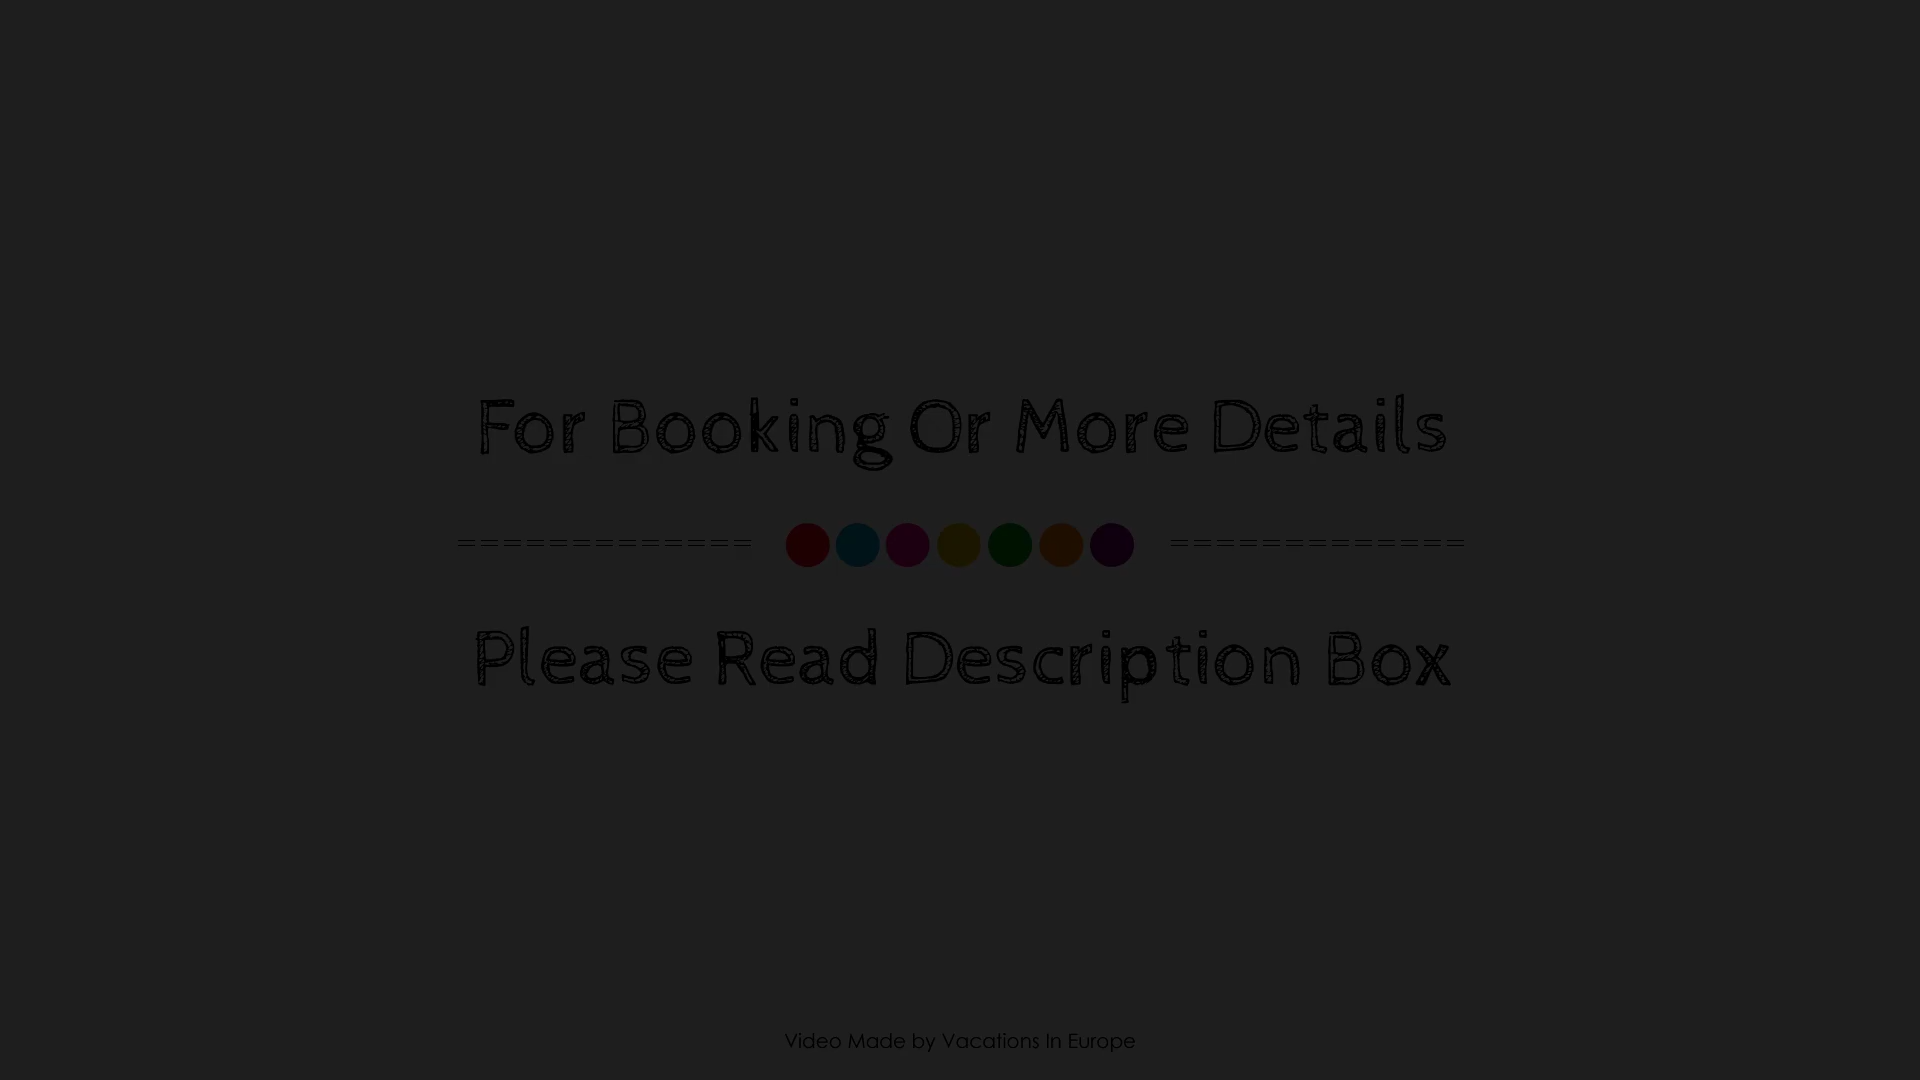 For Booking Or More Details
============= =============
Please Read Description Box
Video Made by Vacations In Europe